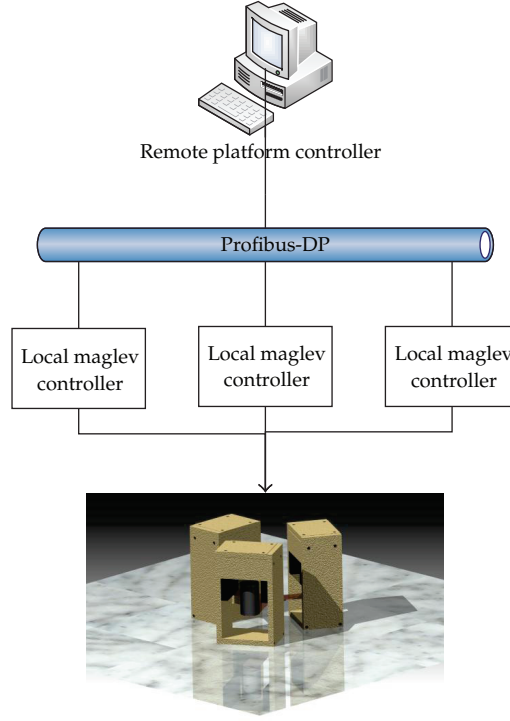 Remote platform controller
Profibus-DP
Local maglev
controller
Local maglev
controller
Local maglev
controller